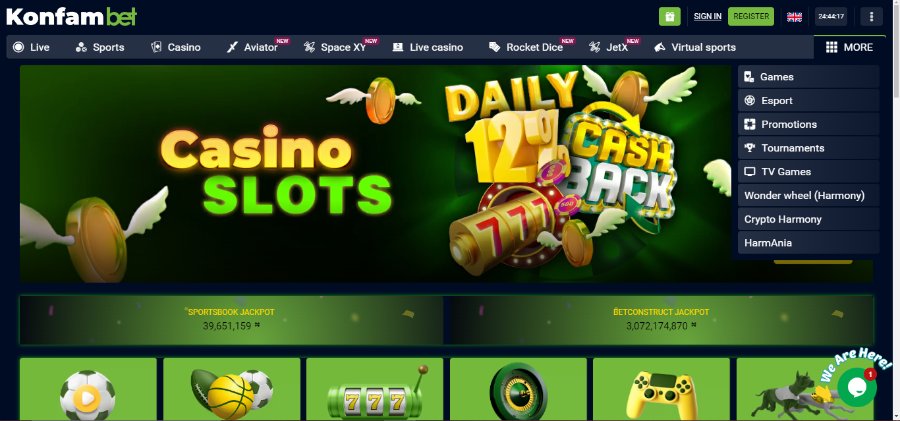 Konfambet
SIGN IN
REGISTER
24:44:17
Live
Sports
Casino
Aviator
NEW
Space XY
NEW
Live casino
Rocket Dice
NEW
JetX
NEW
Virtual sports
MORE
Games
Esport
Promotions
Tournaments
TV Games
Wonder wheel (Harmony)
Crypto Harmony
HarmAnia
Casino
SLOTS
DAILY
12%
CASH
BACK
777
SPORTSBOOK JACKPOT
39,651,159 ₦
BETCONSTRUCT JACKPOT
3,072,174,870 ₦
777
We Are Here!
1